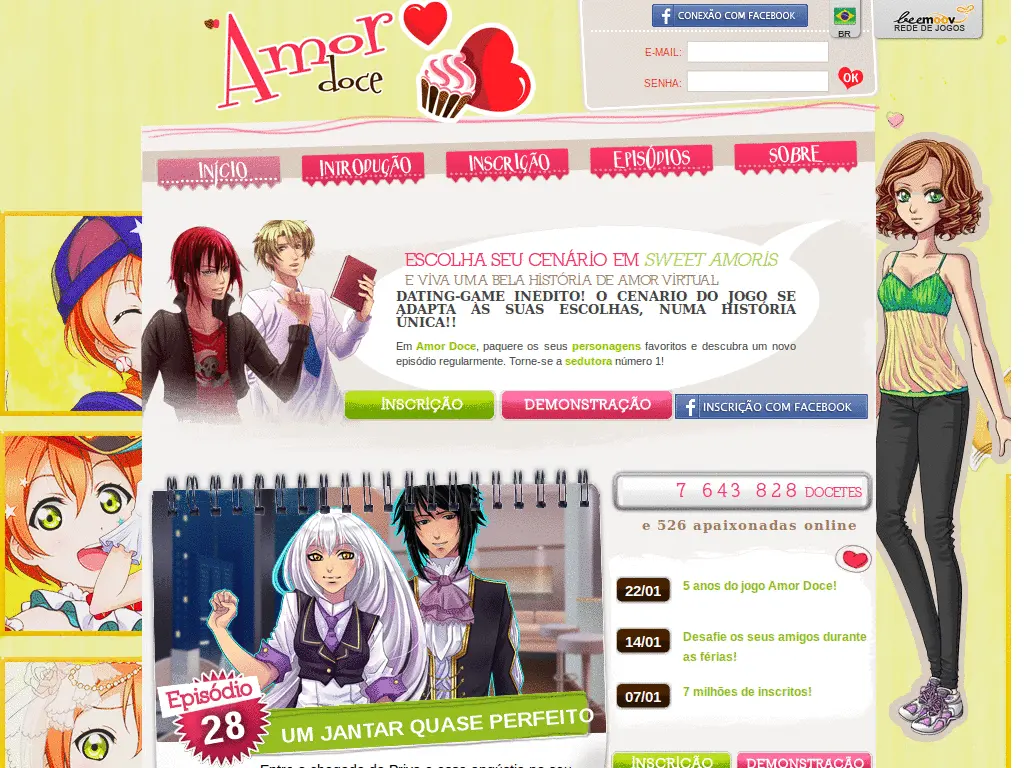 Amor
doce
CONEXÃO COM FACEBOOK
BR
beemoov
REDE DE JOGOS
E-MAIL:
SENHA:
OK
INÍCIO
INTRODUÇÃO
INSCRIÇÃO
EPISÓDIOS
SOBRE
ESCOLHA SEU CENÁRIO EM SWEET AMORIS
E VIVA UMA BELA HISTÓRIA DE AMOR VIRTUAL
DATING-GAME INEDITO! O CENARIO DO JOGO SE
ADAPTA ÀS SUAS ESCOLHAS, NUMA HISTÓRIA
ÚNICA!!
Em Amor Doce, paquere os seus personagens favoritos e descubra um novo
episódio regularmente. Torne-se a sedutora número 1!
INSCRIÇÃO
DEMONSTRAÇÃO
INSCRIÇÃO COM FACEBOOK
7 643 828 DOCETES
e 526 apaixonadas online
22/01
5 anos do jogo Amor Doce!
14/01
Desafie os seus amigos durante
as férias!
07/01
7 milhões de inscritos!
Episódio
28
UM JANTAR QUASE PERFEITO
INSCRIÇÃO
DEMONSTRAÇÃO